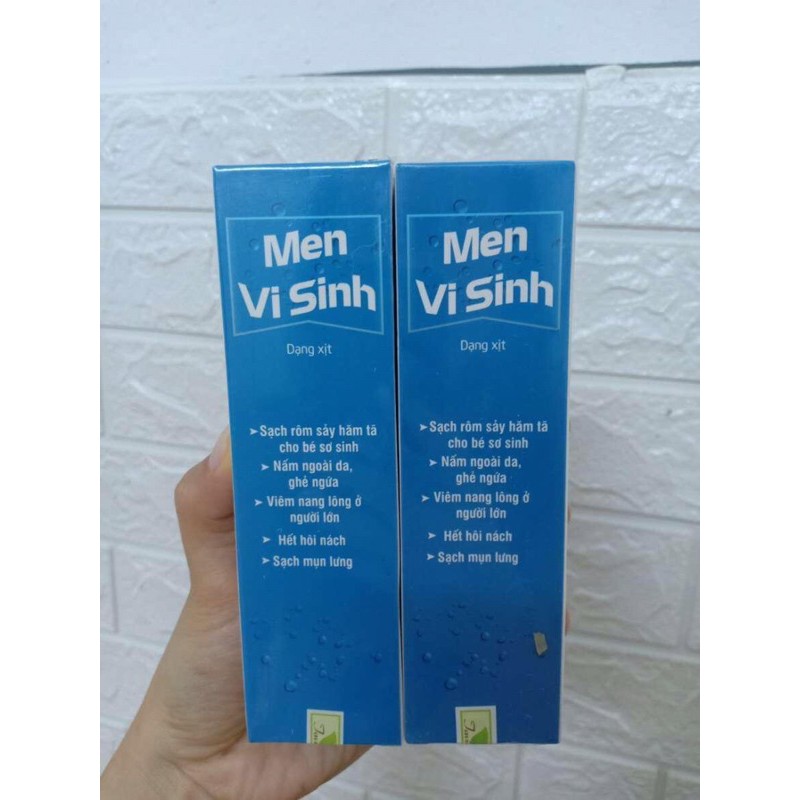 Men
Vi Sinh
Dạng xịt
➤ Sạch rôm sảy hăm tã
cho bé sơ sinh
➤ Nấm ngoài da,
ghẻ ngứa
➤ Viêm nang lông ở
người lớn
➤ Hết hôi nách
➤ Sạch mụn lưng
Men
Vi Sinh
Dạng xịt
➤ Sạch rôm sảy hăm tã
cho bé sơ sinh
➤ Nấm ngoài da,
ghẻ ngứa
➤ Viêm nang lông ở
người lớn
➤ Hết hôi nách
➤ Sạch mụn lưng